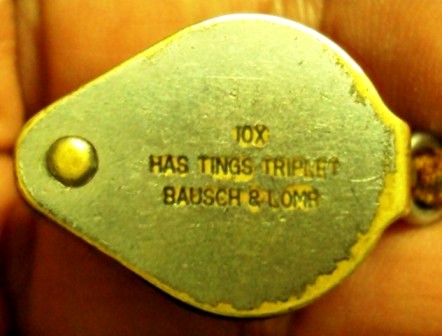 10X
HAS TINGS TRIPLET
BAUSCH & LOMB